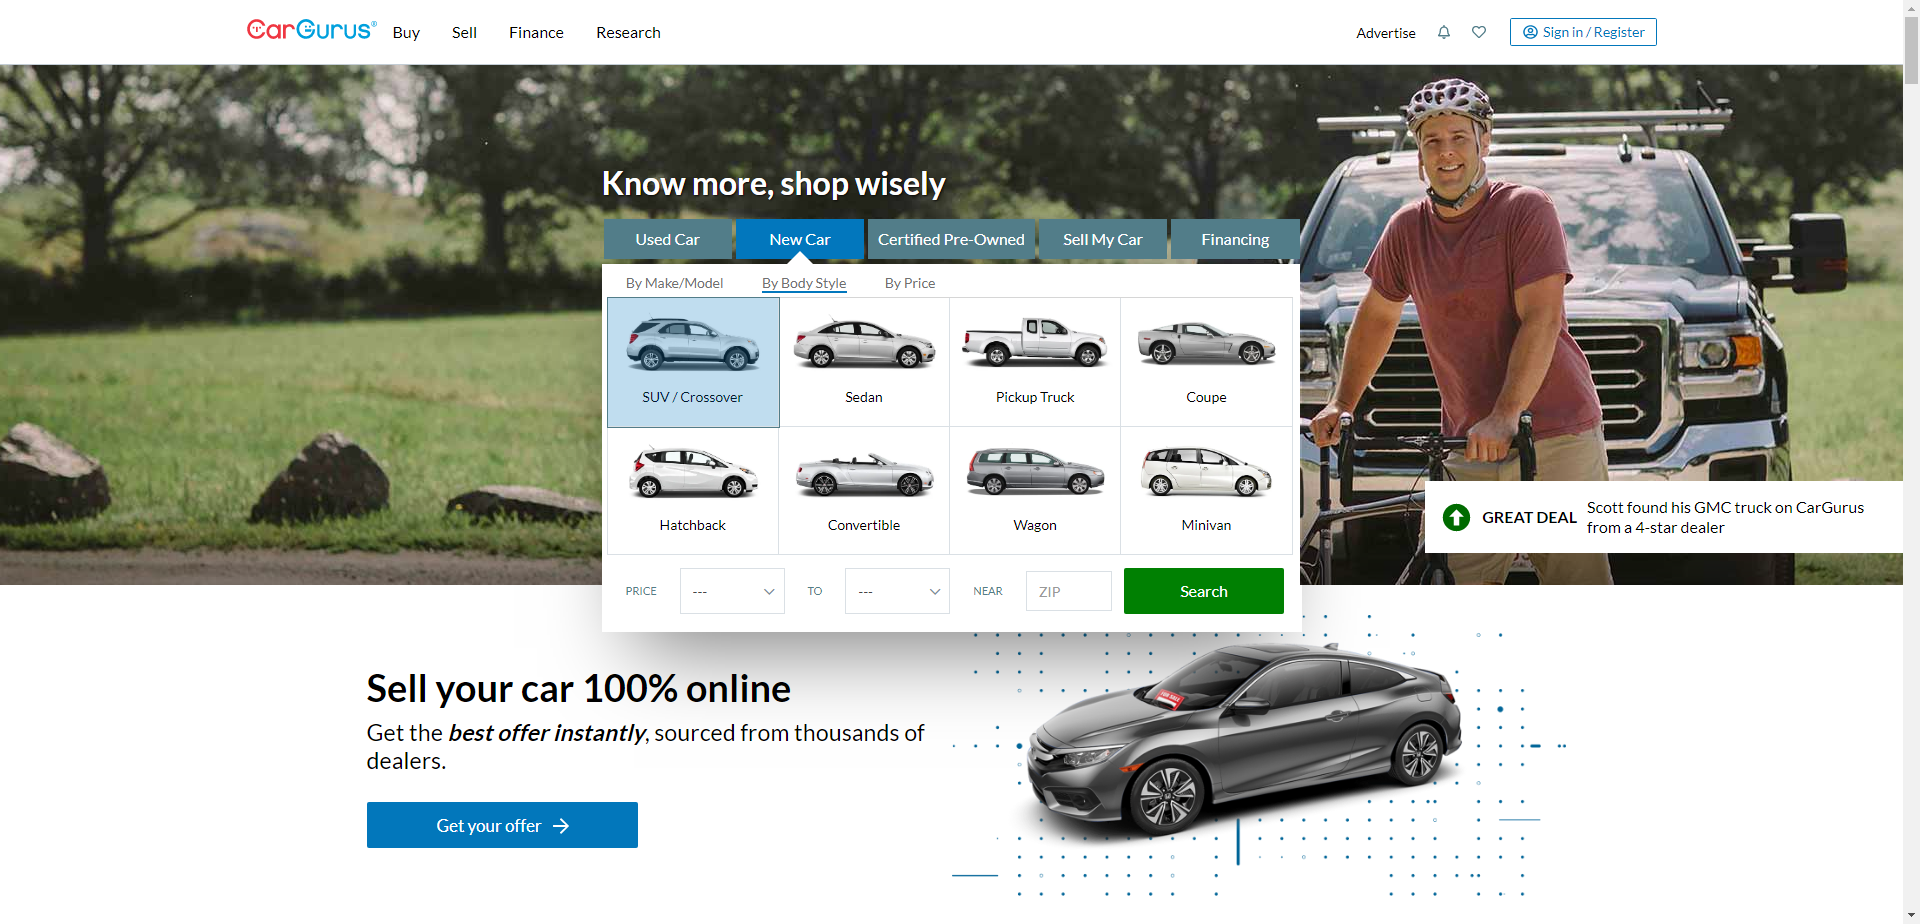 CarGurus®
Buy
Sell
Finance
Research
Advertise
Sign in / Register
Know more, shop wisely
Used Car
New Car
Certified Pre-Owned
Sell My Car
Financing
By Make/Model
By Body Style
By Price
SUV / Crossover
Sedan
Pickup Truck
Coupe
Hatchback
Convertible
Wagon
Minivan
GREAT DEAL
Scott found his GMC truck on CarGurus
from a 4-star dealer
PRICE
---
TO
---
NEAR
ZIP
Search
Sell your car 100% online
Get the best offer instantly, sourced from thousands of
dealers.
Get your offer
FOR SALE